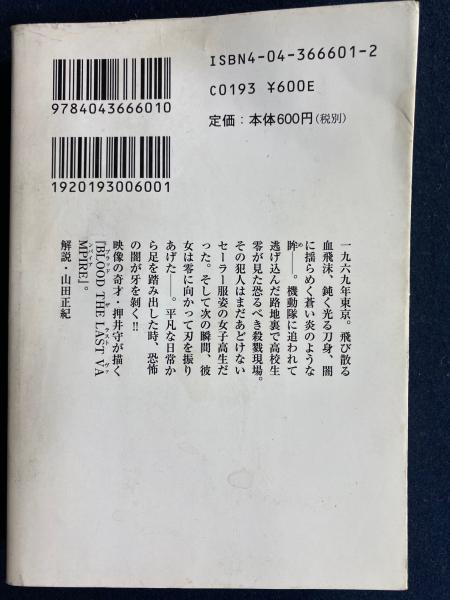 ISBN4-04-366601-2
C0193 ¥600E
定価：本体600円（税別）
9784043666010
1920193006001
一九六九年東京。飛び散る
血飛沫、鈍く光る刀身、闇
に揺らめく蒼い炎のような
眸——。機動隊に追われて
逃げ込んだ路地裏で高校生
零が見た恐るべき殺戮現場。
その犯人はまだあどけない
セーラー服姿の女子高生だ
った。そして次の瞬間、彼
女は零に向かって刃を振り
あげた——。平凡な日常か
ら足を踏み出した時、恐怖
の闇が牙を剝く!!
映像の奇才・押井守が描く
「BLOOD THE LAST VA
MPIRE」。
解説・山田正紀